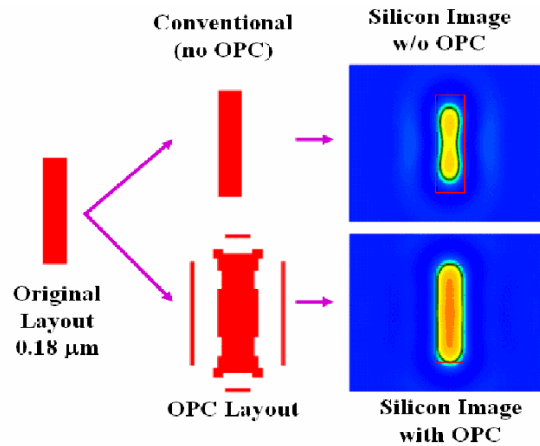 Conventional
(no OPC)
Silicon Image
w/o OPC
Original
Layout
0.18 μm
OPC Layout
Silicon Image
with OPC